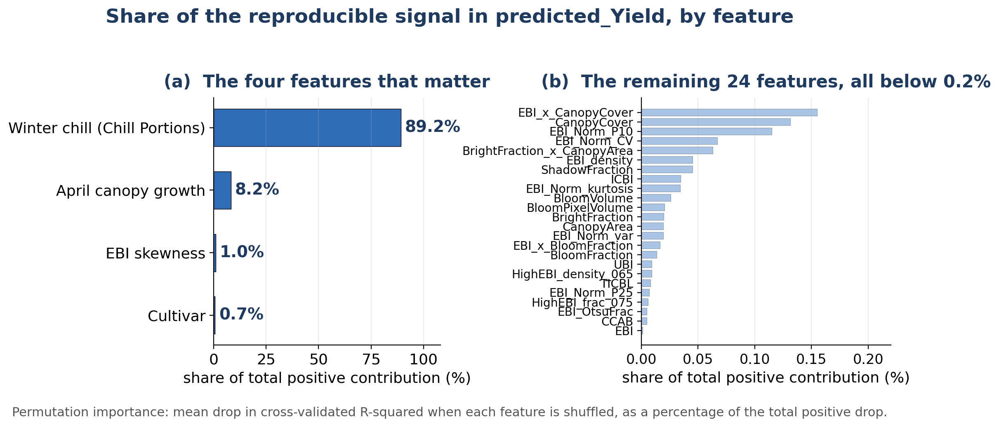 Share of the reproducible signal in predicted_Yield, by feature
(a)  The four features that matter
Winter chill (Chill Portions)
89.2%
April canopy growth
8.2%
EBI skewness
1.0%
Cultivar
0.7%
0 25 50 75 100
share of total positive contribution (%)
(b)  The remaining 24 features, all below 0.2%
EBI_x_CanopyCover
CanopyCover
EBI_Norm_P10
EBI_Norm_CV
BrightFraction_x_CanopyArea
EBI_density
ShadowFraction
ICBI
EBI_Norm_kurtosis
BloomVolume
BloomPixelVolume
BrightFraction
CanopyArea
EBI_Norm_var
EBI_x_BloomFraction
BloomFraction
UBI
HighEBI_density_065
TICBL
EBI_Norm_P25
HighEBI_frac_075
EBI_OtsuFrac
CCAB
EBI
0.00 0.05 0.10 0.15 0.20
share of total positive contribution (%)
Permutation importance: mean drop in cross-validated R-squared when each feature is shuffled, as a percentage of the total positive drop.